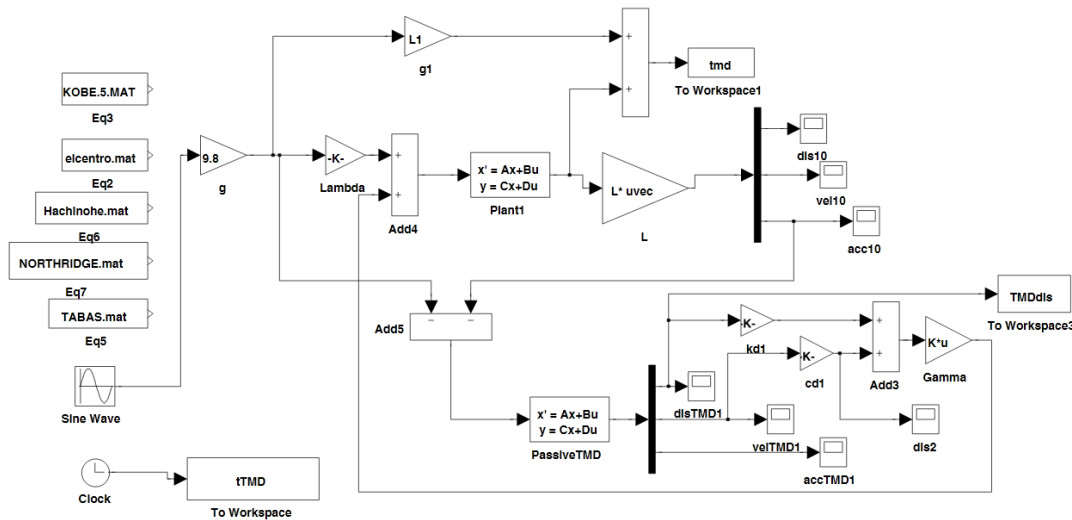 L1
g1
+
+
tmd
To Workspace1
KOBE.5.MAT
Eq3
elcentro.mat
Eq2
9.8
g
-K-
Lambda
+
+
Add4
x' = Ax+Bu
y = Cx+Du
Plant1
L* uvec
L
dis10
vel10
acc10
Hachinohe.mat
Eq6
NORTHRIDGE.mat
Eq7
TABAS.mat
Eq5
Sine Wave
Add5
−
−
TMDdis
To Workspace3
-K-
kd1
-K-
cd1
+
+
Add3
K*u
Gamma
x' = Ax+Bu
y = Cx+Du
PassiveTMD
disTMD1
velTMD1
accTMD1
dis2
Clock
tTMD
To Workspace